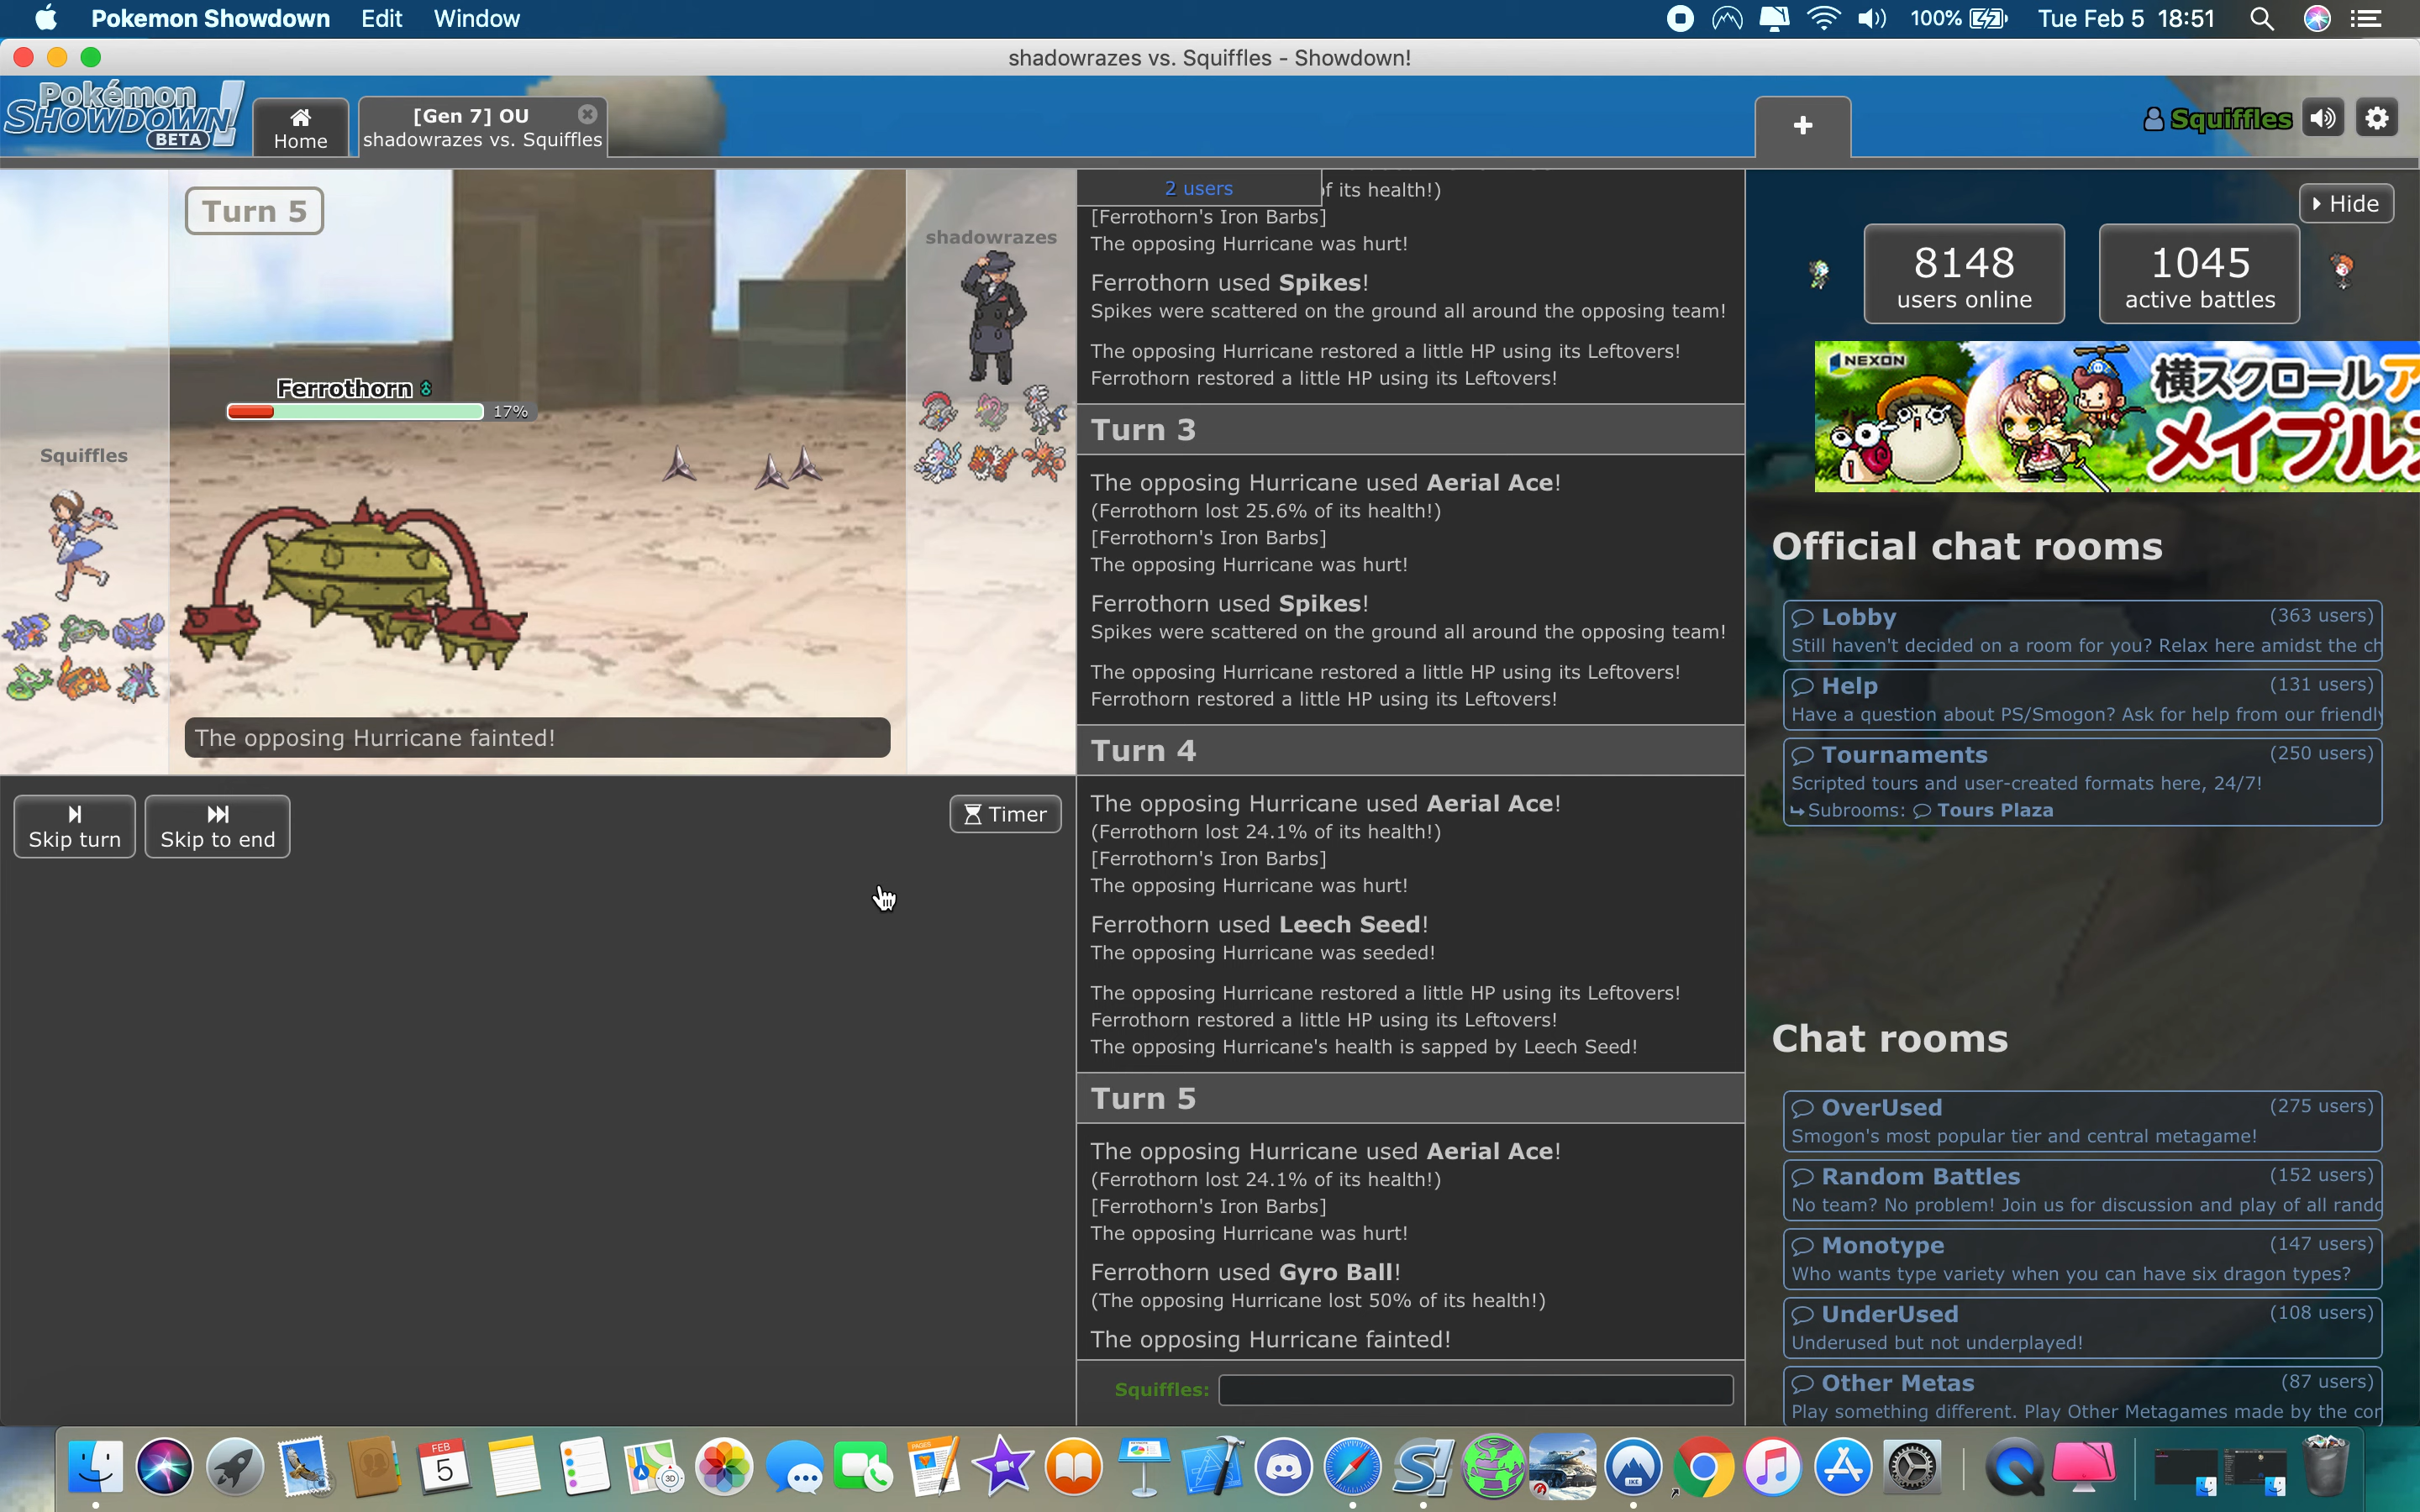 Pokemon Showdown Edit Window 100% Tue Feb 5 18:51
shadowrazes vs. Squiffles - Showdown!
Pokémon
SHOWDOWN!
BETA
Home
[Gen 7] OU
shadowrazes vs. Squiffles
+
Squiffles
Turn 5
shadowrazes
Ferrothorn
17%
Squiffles
The opposing Hurricane fainted!
Skip turn
Skip to end
Timer
2 users
of its health!)
[Ferrothorn's Iron Barbs]
The opposing Hurricane was hurt!
Ferrothorn used Spikes!
Spikes were scattered on the ground all around the opposing team!
The opposing Hurricane restored a little HP using its Leftovers!
Ferrothorn restored a little HP using its Leftovers!
Turn 3
The opposing Hurricane used Aerial Ace!
(Ferrothorn lost 25.6% of its health!)
[Ferrothorn's Iron Barbs]
The opposing Hurricane was hurt!
Ferrothorn used Spikes!
Spikes were scattered on the ground all around the opposing team!
The opposing Hurricane restored a little HP using its Leftovers!
Ferrothorn restored a little HP using its Leftovers!
Turn 4
The opposing Hurricane used Aerial Ace!
(Ferrothorn lost 24.1% of its health!)
[Ferrothorn's Iron Barbs]
The opposing Hurricane was hurt!
Ferrothorn used Leech Seed!
The opposing Hurricane was seeded!
The opposing Hurricane restored a little HP using its Leftovers!
Ferrothorn restored a little HP using its Leftovers!
The opposing Hurricane's health is sapped by Leech Seed!
Turn 5
The opposing Hurricane used Aerial Ace!
(Ferrothorn lost 24.1% of its health!)
[Ferrothorn's Iron Barbs]
The opposing Hurricane was hurt!
Ferrothorn used Gyro Ball!
(The opposing Hurricane lost 50% of its health!)
The opposing Hurricane fainted!
Squiffles:
Hide
8148
users online
1045
active battles
NEXON
横スクロールア
メイプルス
Official chat rooms
Lobby (363 users)
Still haven't decided on a room for you? Relax here amidst the ch
Help (131 users)
Have a question about PS/Smogon? Ask for help from our friendly
Tournaments (250 users)
Scripted tours and user-created formats here, 24/7!
Subrooms: Tours Plaza
Chat rooms
OverUsed (275 users)
Smogon's most popular tier and central metagame!
Random Battles (152 users)
No team? No problem! Join us for discussion and play of all rando
Monotype (147 users)
Who wants type variety when you can have six dragon types?
UnderUsed (108 users)
Underused but not underplayed!
Other Metas (87 users)
Play something different. Play Other Metagames made by the cor
FEB
5
3D
PAGES
IKE